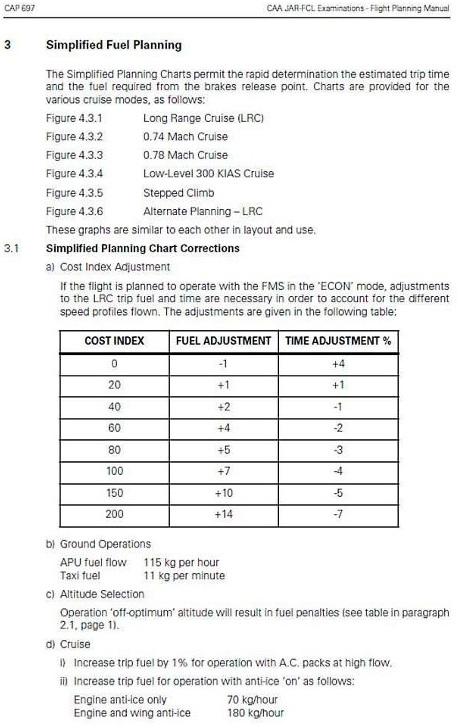 CAP 697 CAA JAR-FCL Examinations - Flight Planning Manual
3 Simplified Fuel Planning
The Simplified Planning Charts permit the rapid determination the estimated trip time
and the fuel required from the brakes release point. Charts are provided for the
various cruise modes, as follows:
Figure 4.3.1 Long Range Cruise (LRC)
Figure 4.3.2 0.74 Mach Cruise
Figure 4.3.3 0.78 Mach Cruise
Figure 4.3.4 Low-Level 300 KIAS Cruise
Figure 4.3.5 Stepped Climb
Figure 4.3.6 Alternate Planning – LRC
These graphs are similar to each other in layout and use.
3.1 Simplified Planning Chart Corrections
a) Cost Index Adjustment
If the flight is planned to operate with the FMS in the 'ECON' mode, adjustments
to the LRC trip fuel and time are necessary in order to account for the different
speed profiles flown. The adjustments are given in the following table:
COST INDEX FUEL ADJUSTMENT TIME ADJUSTMENT %
0 -1 +4
20 +1 +1
40 +2 -1
60 +4 -2
80 +5 -3
100 +7 -4
150 +10 -5
200 +14 -7
b) Ground Operations
APU fuel flow 115 kg per hour
Taxi fuel 11 kg per minute
c) Altitude Selection
Operation 'off-optimum' altitude will result in fuel penalties (see table in paragraph
2.1, page 1).
d) Cruise
i) Increase trip fuel by 1% for operation with A.C. packs at high flow.
ii) Increase trip fuel for operation with anti-ice 'on' as follows:
Engine anti-ice only 70 kg/hour
Engine and wing anti-ice 180 kg/hour